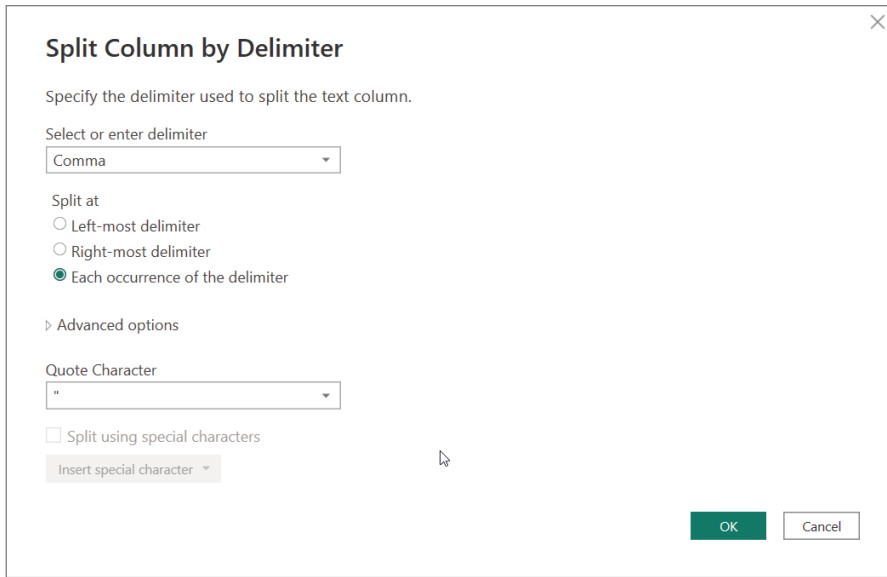 Split Column by Delimiter
Specify the delimiter used to split the text column.
Select or enter delimiter
Comma
Split at
Left-most delimiter
Right-most delimiter
Each occurrence of the delimiter
Advanced options
Quote Character
"
Split using special characters
Insert special character
OK
Cancel